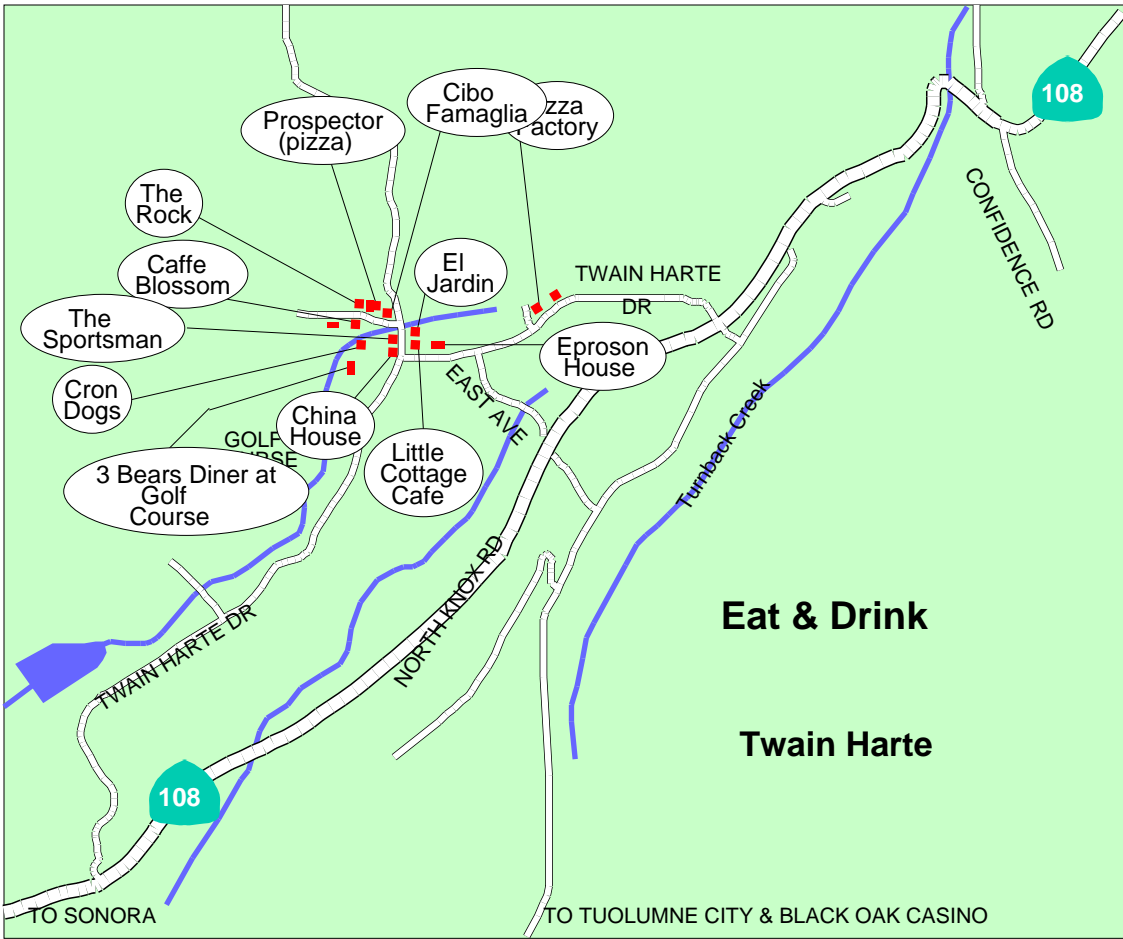 Cibo
Famaglia
zza
actory
108
Prospector
(pizza)
The
Rock
CONFIDENCE RD
Caffe
Blossom
El
Jardin
TWAIN HARTE
DR
The
Sportsman
Eproson
House
Cron
Dogs
EAST AVE
China
House
GOLF
RSE
Little
Cottage
Cafe
Turnback Creek
3 Bears Diner at
Golf
Course
NORTH KNOX RD
Eat & Drink
TWAIN HARTE DR
Twain Harte
108
TO SONORA
TO TUOLUMNE CITY & BLACK OAK CASINO